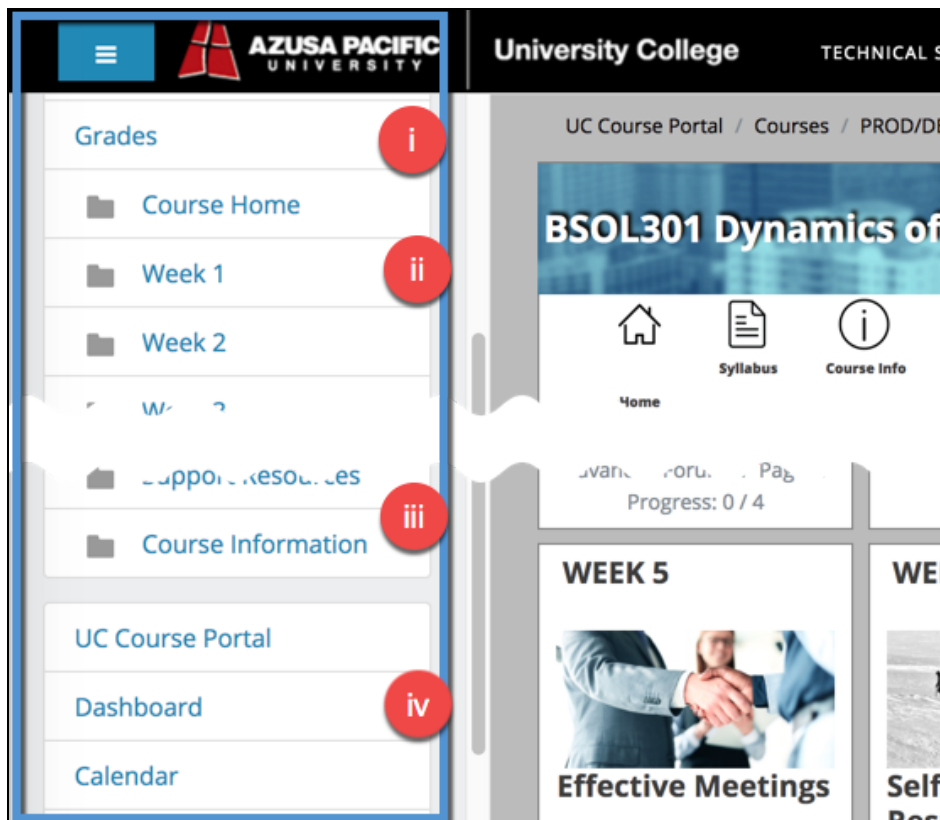 AZUSA PACIFIC
UNIVERSITY
University College
TECHNICAL S
UC Course Portal / Courses / PROD/DE
Grades
i
Course Home
Week 1
ii
Week 2
Support Resources
iii
Course Information
UC Course Portal
Dashboard
iv
Calendar
BSOL301 Dynamics of
Home
Syllabus
Course Info
Progress: 0 / 4
WEEK 5
WE
Effective Meetings
Self